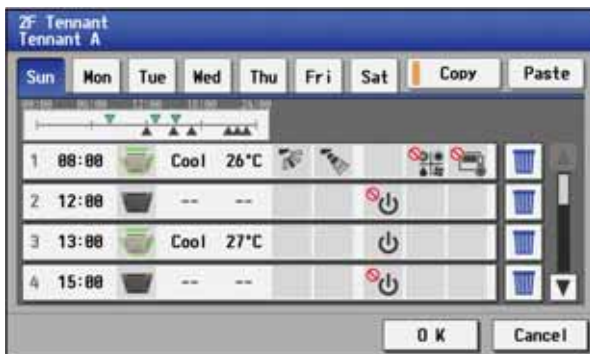 2F Tennant
Tennant A
Sun Mon Tue Wed Thu Fri Sat Copy Paste
1 08:00 Cool 26°C
2 12:00 -- --
3 13:00 Cool 27°C
4 15:00 -- --
OK Cancel